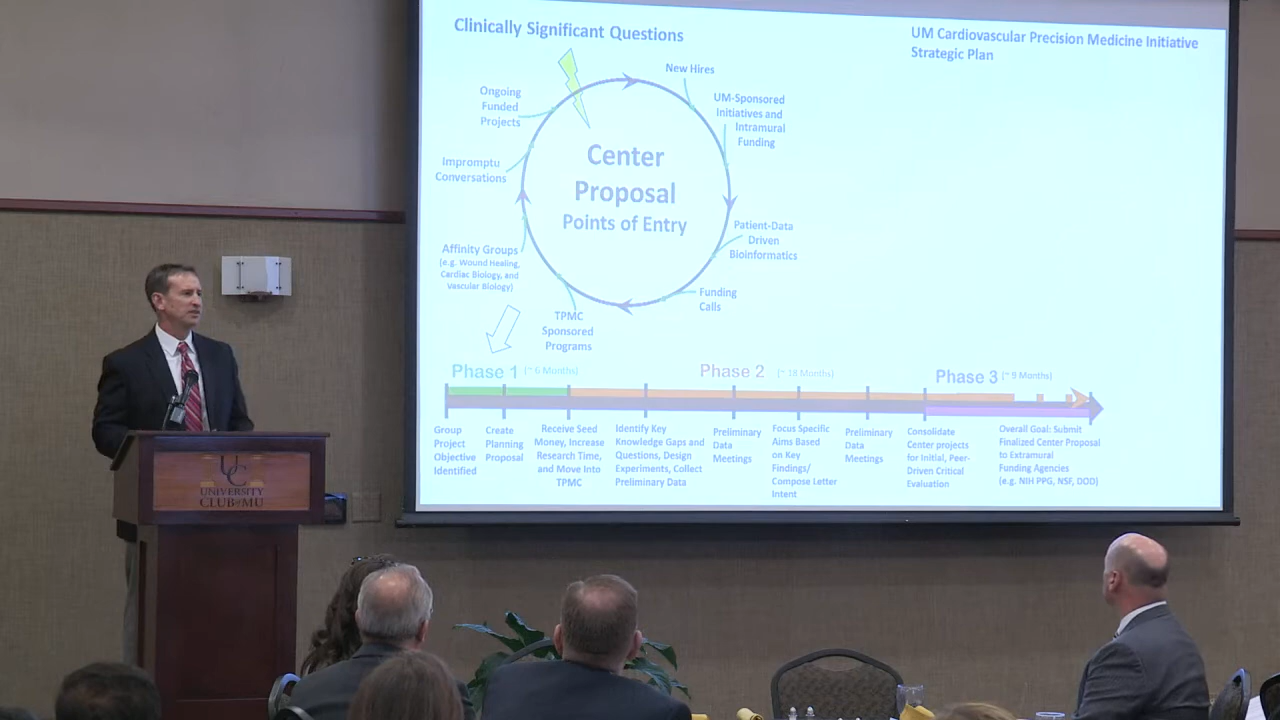 Clinically Significant Questions
UM Cardiovascular Precision Medicine Initiative
Strategic Plan
New Hires
UM-Sponsored
Initiatives and
Intramural
Funding
Patient-Data
Driven
Bioinformatics
Funding
Calls
TPMC
Sponsored
Programs
Affinity Groups
(e.g. Wound Healing,
Cardiac Biology, and
Vascular Biology)
Impromptu
Conversations
Ongoing
Funded
Projects
Center
Proposal
Points of Entry
Phase 1 (~ 6 Months)
Phase 2 (~ 18 Months)
Phase 3 (~ 9 Months)
Group
Project
Objective
Identified
Create
Planning
Proposal
Receive Seed
Money, Increase
Research Time,
and Move Into
TPMC
Identify Key
Knowledge Gaps and
Questions, Design
Experiments, Collect
Preliminary Data
Preliminary
Data
Meetings
Focus Specific
Aims Based
on Key
Findings/
Compose Letter
Intent
Preliminary
Data
Meetings
Consolidate
Center projects
for Initial, Peer-
Driven Critical
Evaluation
Overall Goal: Submit
Finalized Center Proposal
to Extramural
Funding Agencies
(e.g. NIH PPG, NSF, DOD)
UC
UNIVERSITY
CLUB of MU